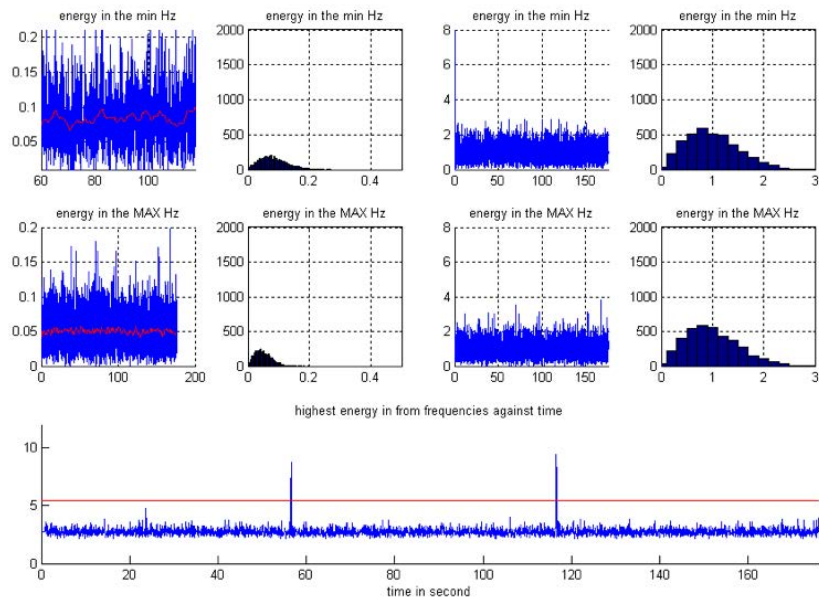 energy in the min Hz
energy in the min Hz
energy in the min Hz
energy in the min Hz
0.2
0.15
0.1
0.05
60 80 100
2000
1500
1000
500
0
0 0.2 0.4
8
6
4
2
0
0 50 100 150
2000
1500
1000
500
0
0 1 2 3
energy in the MAX Hz
energy in the MAX Hz
energy in the MAX Hz
energy in the MAX Hz
0.2
0.15
0.1
0.05
0
0 100 200
2000
1500
1000
500
0
0 0.2 0.4
8
6
4
2
0
0 50 100 150
2000
1500
1000
500
0
0 1 2 3
highest energy in from frequencies against time
10
5
0
0 20 40 60 80 100 120 140 160
time in second